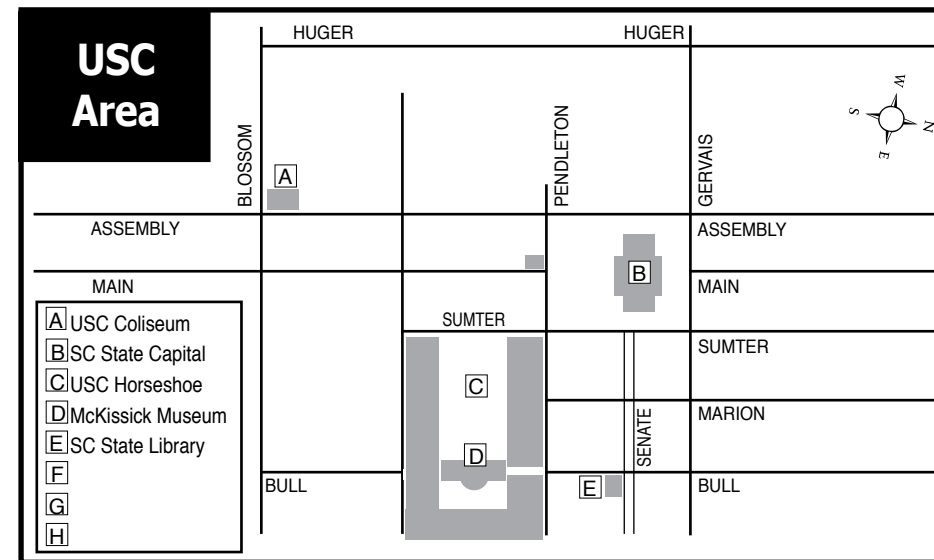 USC
Area
HUGER
HUGER
W
S
N
E
BLOSSOM
PENDLETON
GERVAIS
A
ASSEMBLY
ASSEMBLY
B
MAIN
MAIN
A USC Coliseum
B SC State Capital
C USC Horseshoe
D McKissick Museum
E SC State Library
F
G
H
SUMTER
SUMTER
C
MARION
SENATE
D
BULL
E
BULL